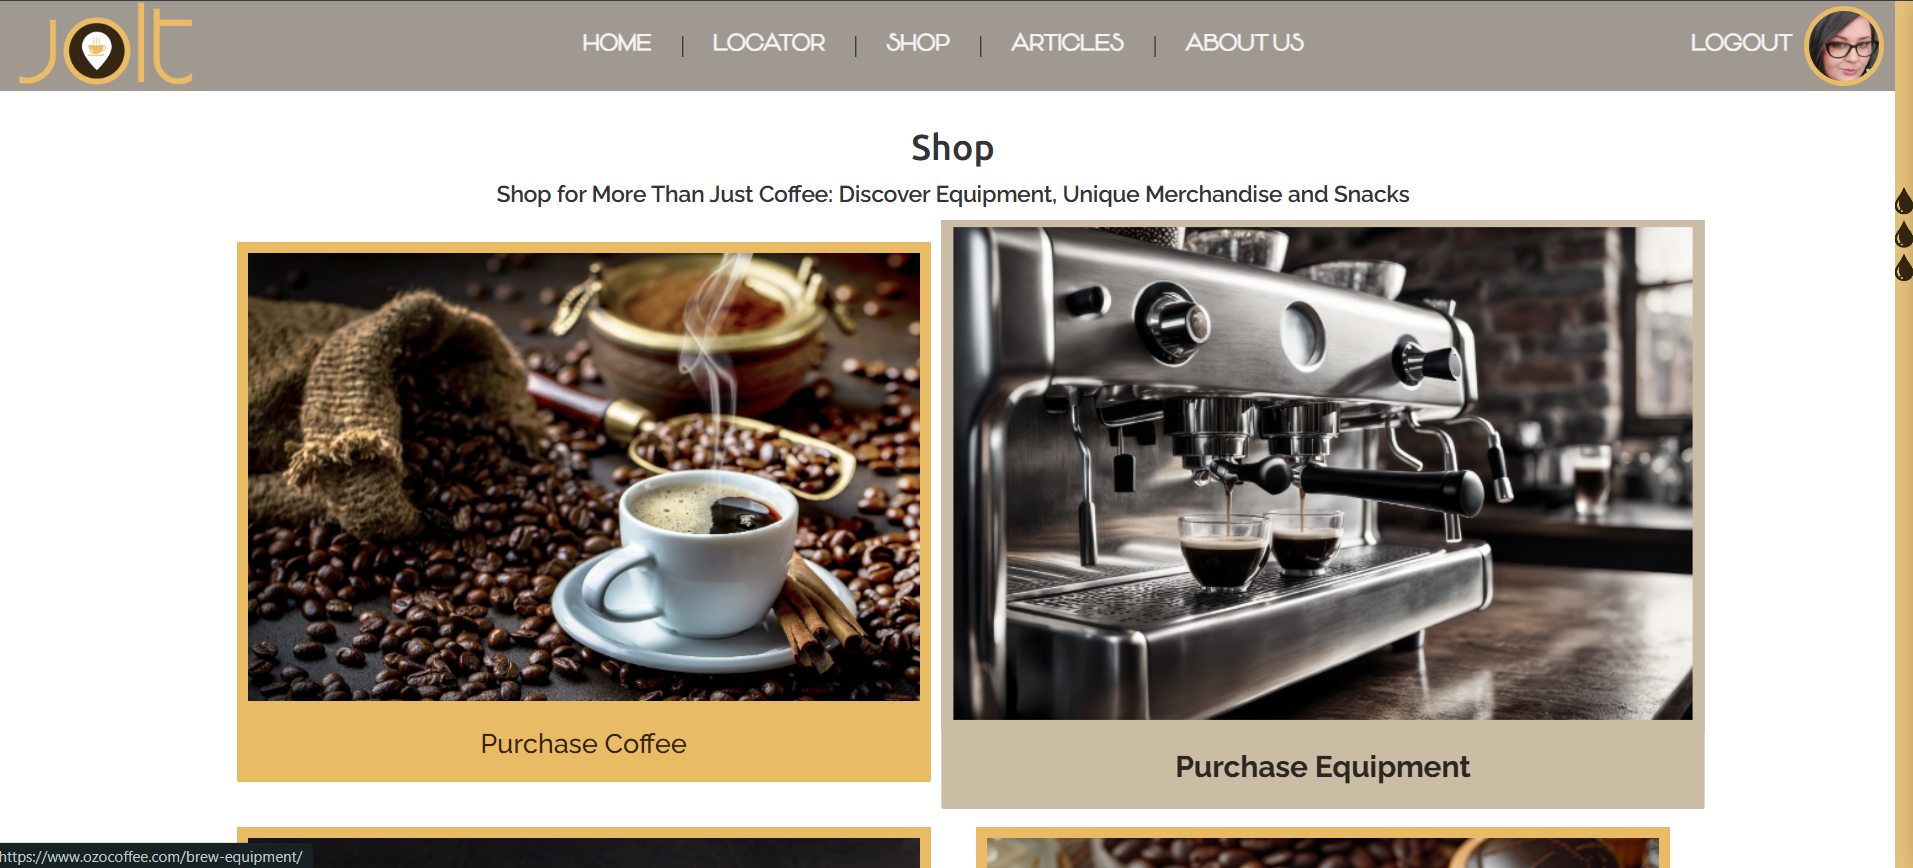 jolt
HOME | LOCATOR | SHOP | ARTICLES | ABOUT US
LOGOUT
Shop
Shop for More Than Just Coffee: Discover Equipment, Unique Merchandise and Snacks
Purchase Coffee
Purchase Equipment
https://www.ozocoffee.com/brew-equipment/